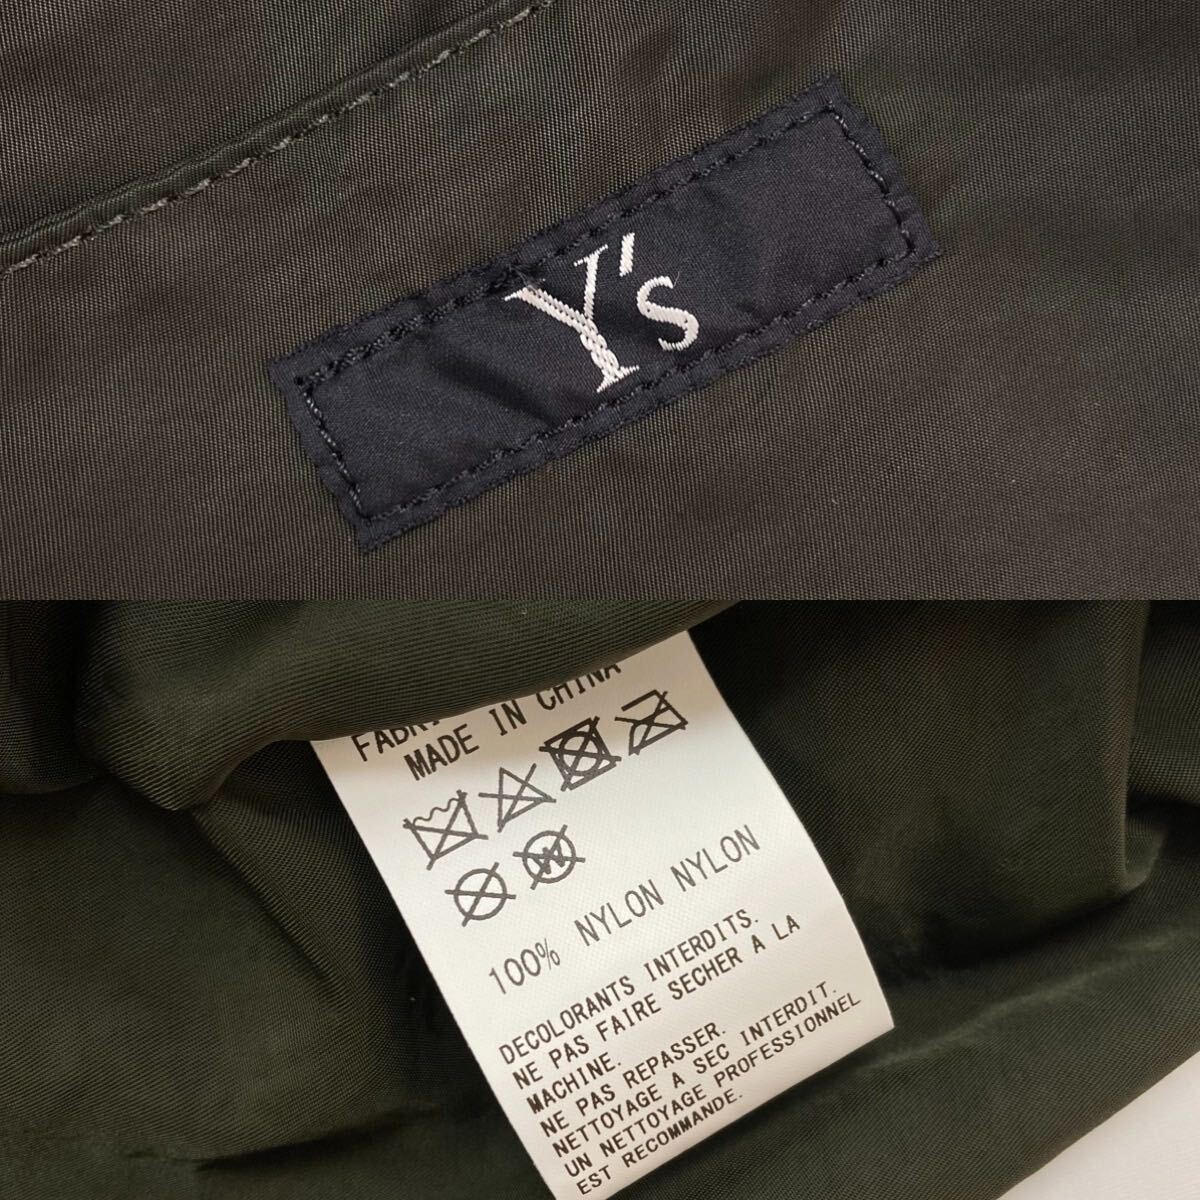 Y's
MADE IN CHINA
W
100% NYLON NYLON
DECOLORANTS INTERDITS.
NE PAS FAIRE SECHER A LA
MACHINE.
NE PAS REPASSER.
NETTOYAGE A SEC INTERDIT.
UN NETTOYAGE PROFESSIONNEL
EST RECOMMANDE.